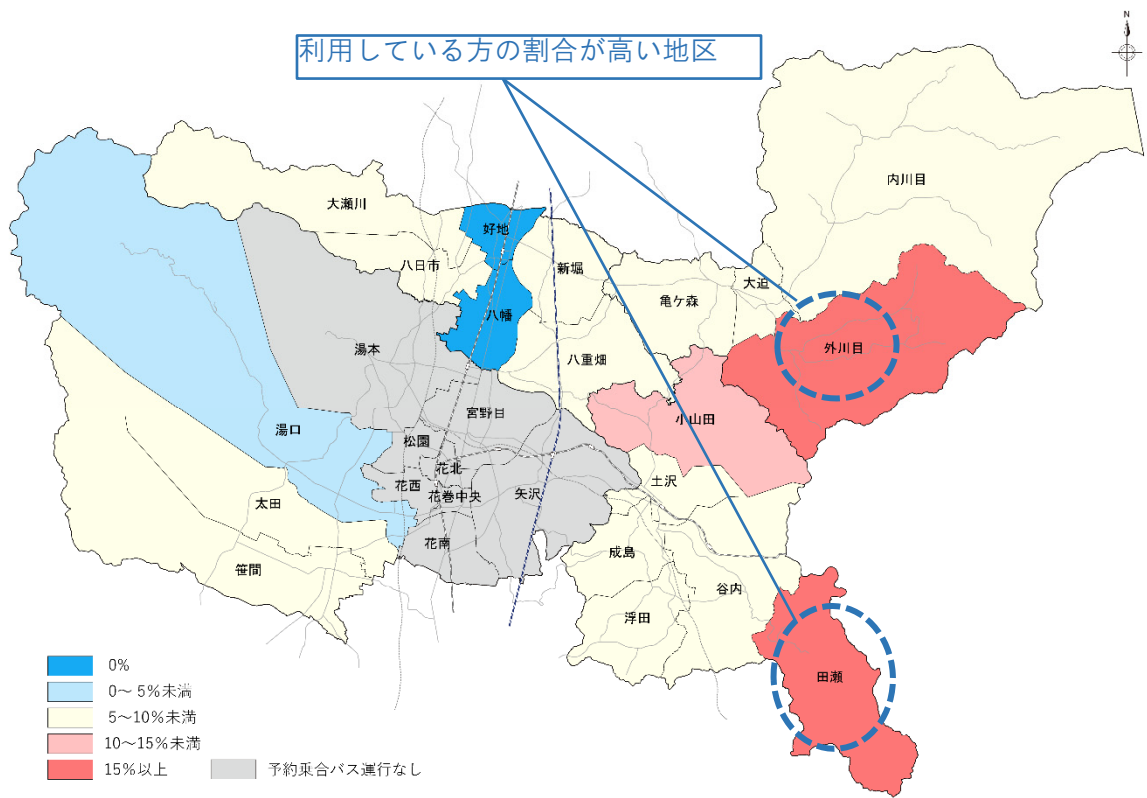 N
利用している方の割合が高い地区
内川目
大瀬川
好地
八日市
新堀
大迫
亀ケ森
八幡
外川目
湯本
八重畑
宮野目
小山田
湯口
松園
花北
土沢
花西
花巻中央
矢沢
太田
花南
成島
笹間
谷内
浮田
田瀬
0%
0～5%未満
5～10%未満
10～15%未満
15%以上
予約乗合バス運行なし